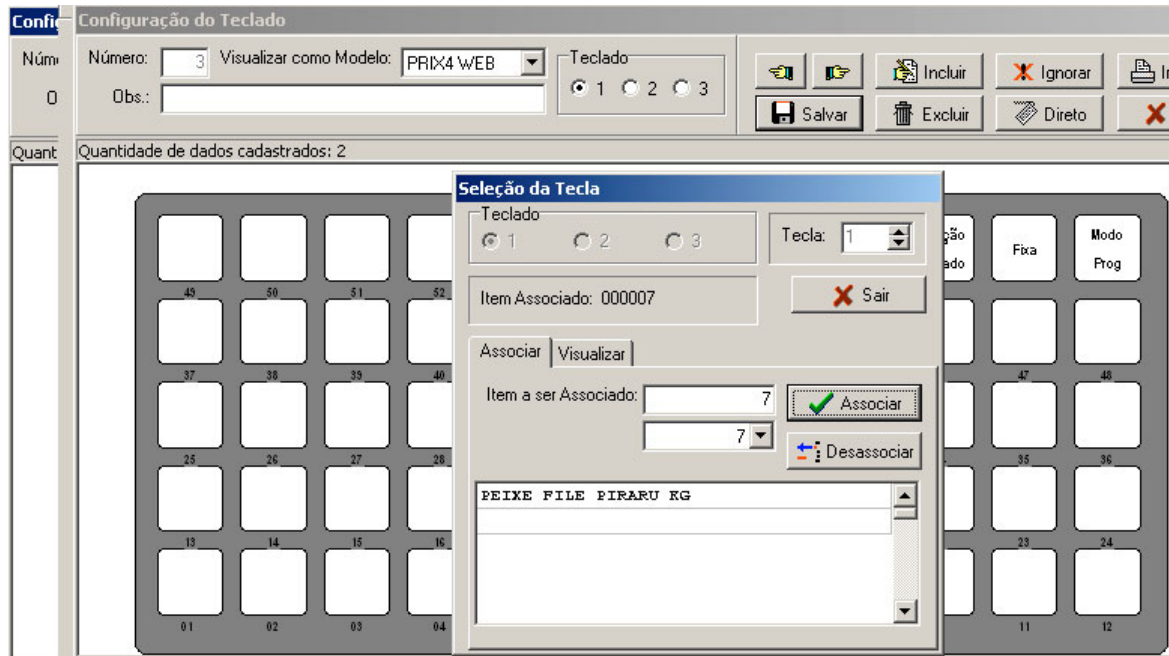 Config
Núm
O
Quant
Configuração do Teclado
Número: 3 Visualizar como Modelo: PRIX4 WEB
Obs.:
Teclado
1 2 3
Incluir Ignorar
Salvar Excluir Direto
Quantidade de dados cadastrados: 2
Seleção da Tecla
Teclado
1 2 3
Tecla: 1
Item Associado: 000007
Sair
Associar Visualizar
Item a ser Associado: 7
7
Associar
Desassociar
PEIXE FILE PIRARU KG
ção
ado
Fixa
Modo
Prog
49 50 51 52
37 38 39 40 47 48
25 26 27 28 35 36
13 14 15 16 23 24
01 02 03 04 11 12